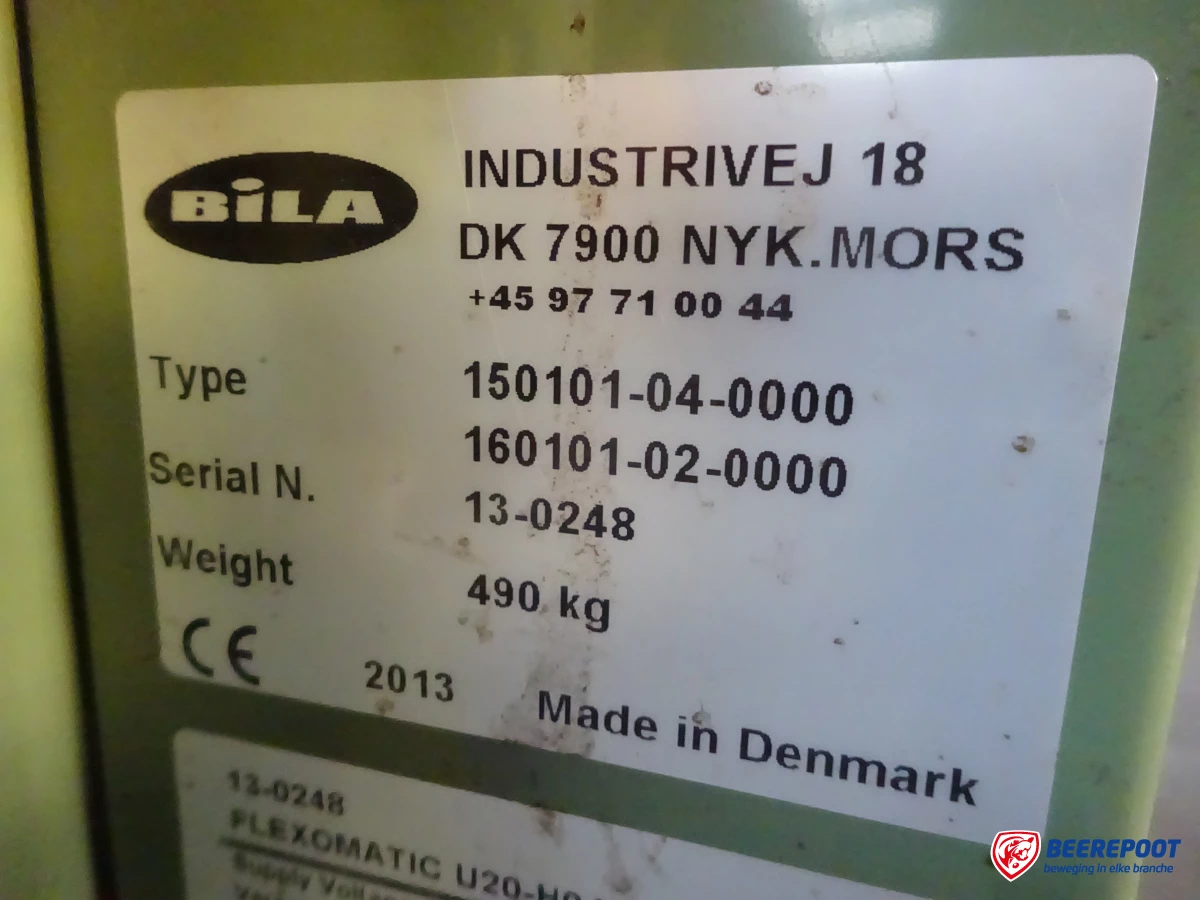 BiLA
INDUSTRIVEJ 18
DK 7900 NYK.MORS
+45 97 71 00 44
Type 150101-04-0000
160101-02-0000
Serial N. 13-0248
Weight 490 kg
CE 2013 Made in Denmark
13-0248
FLEXOMATIC
Supply
BEEREPOOT
beweging in elke branche